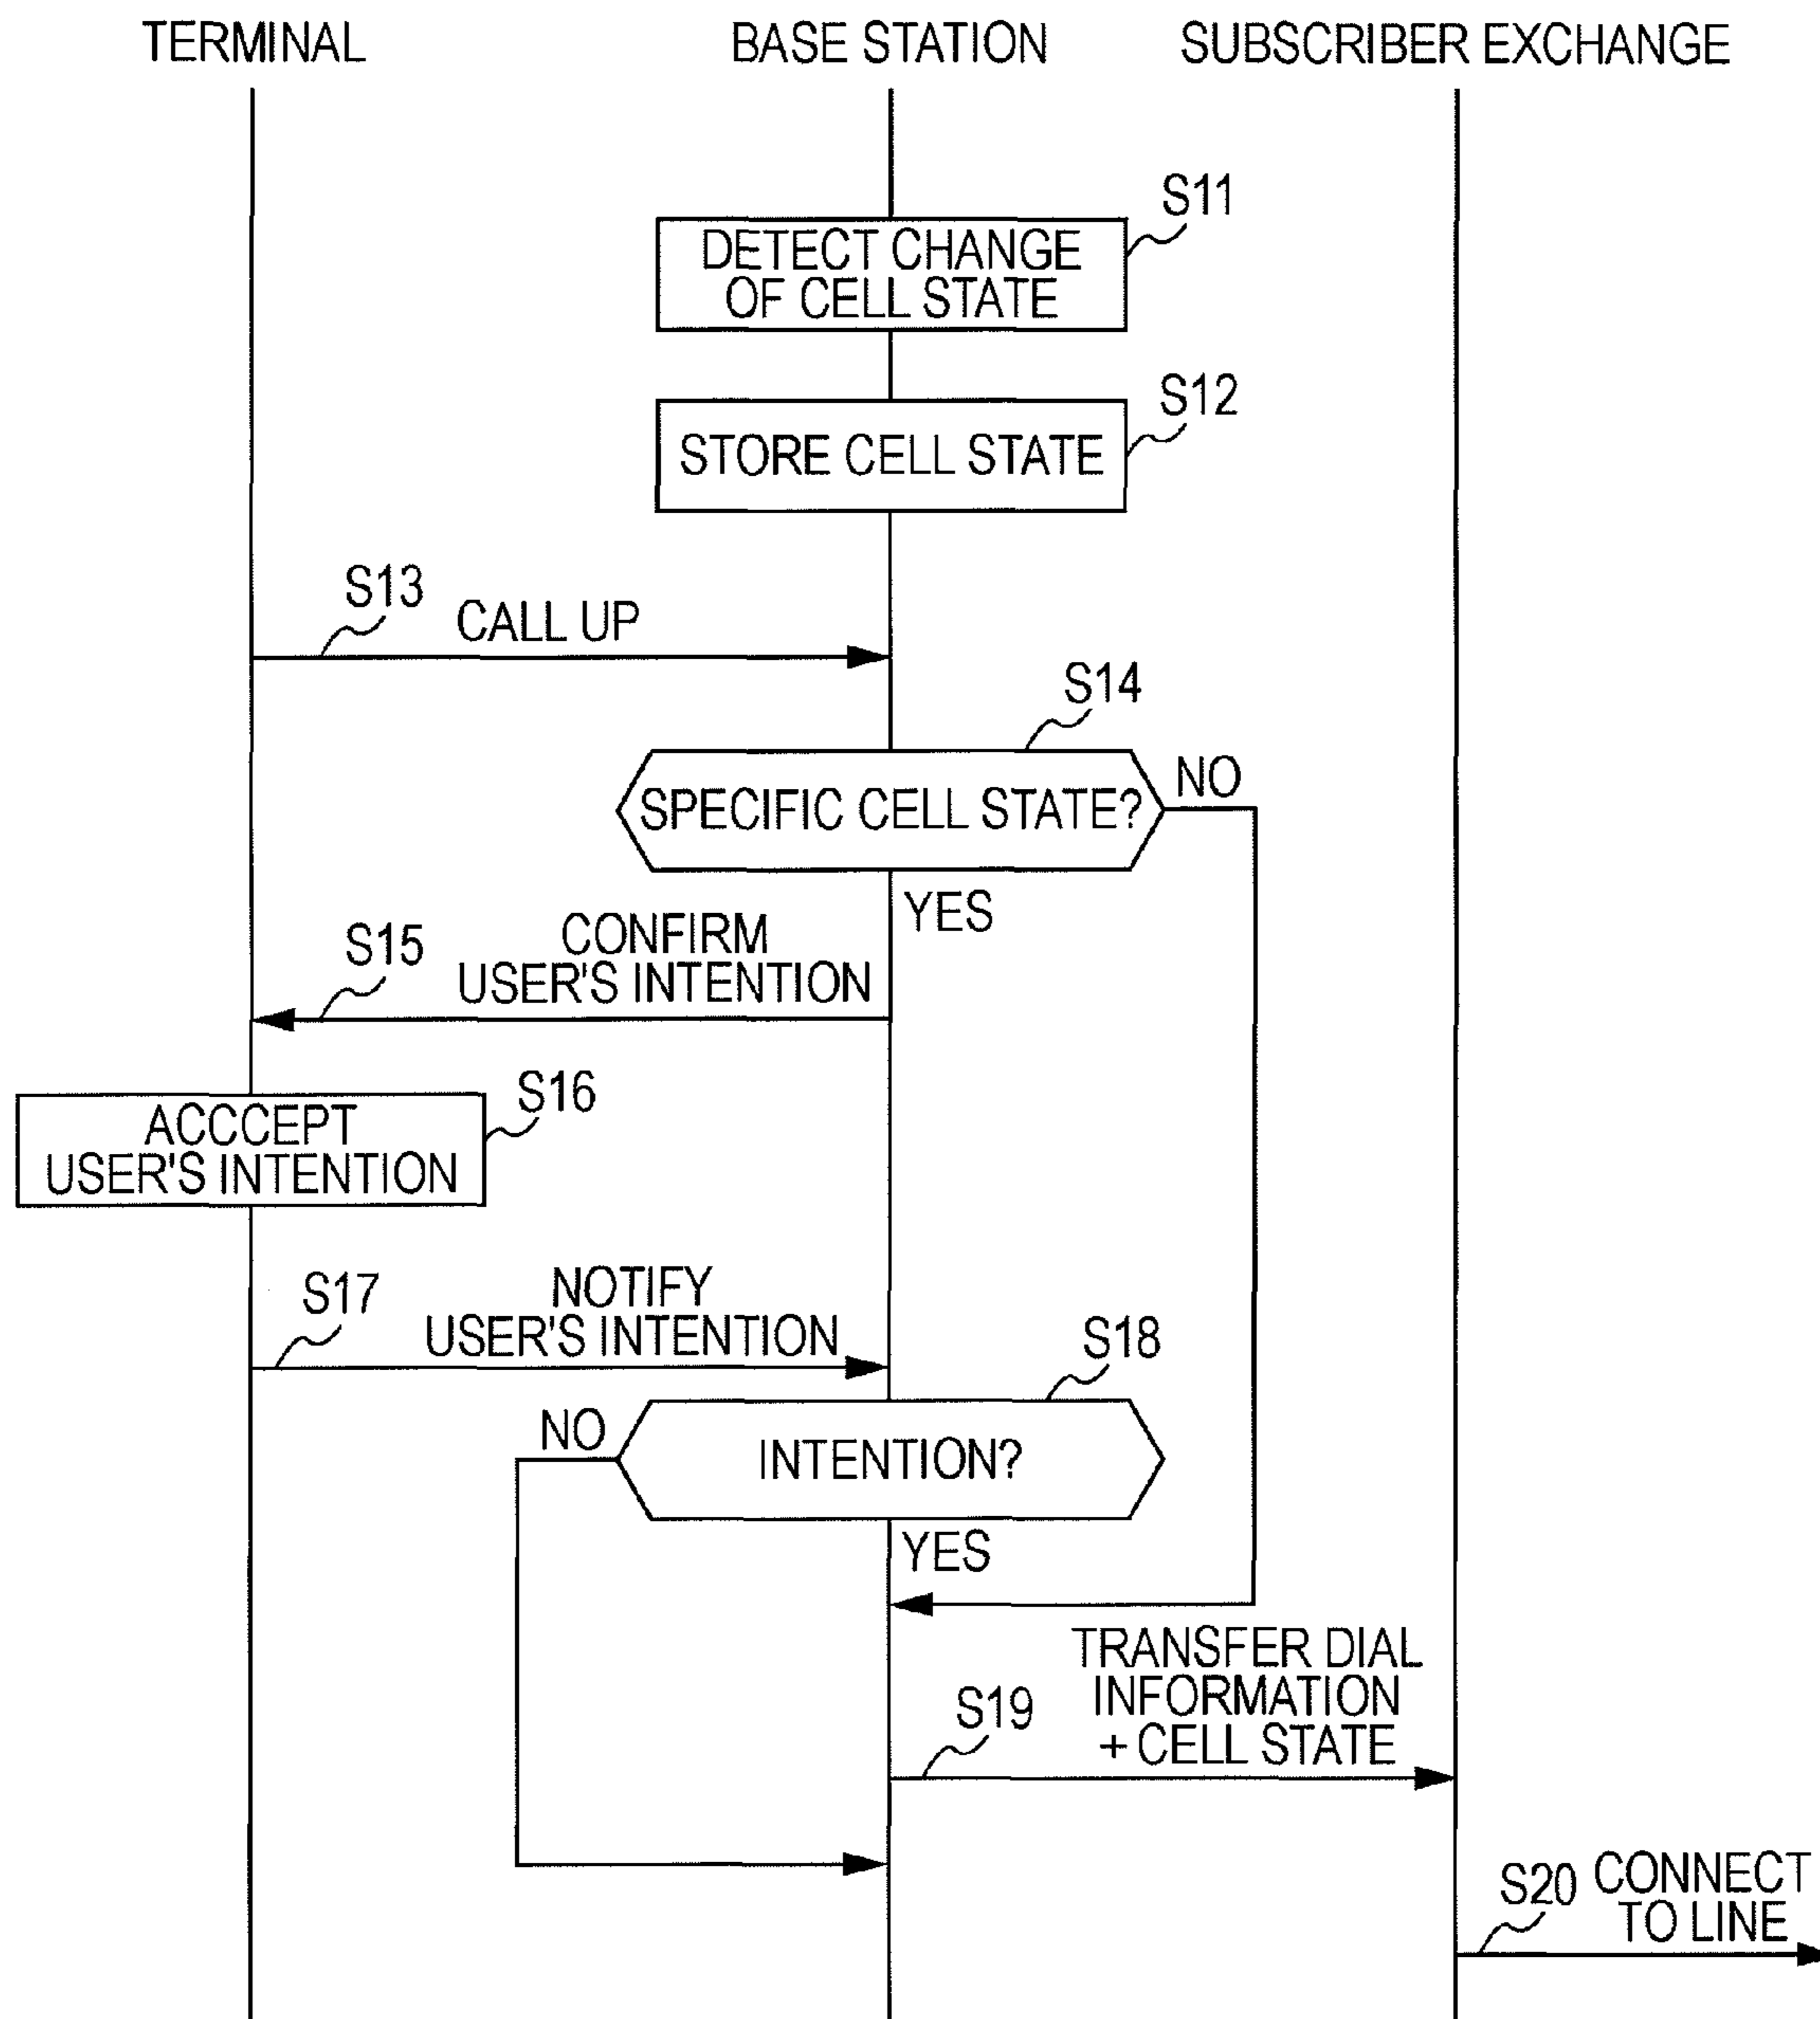 TERMINAL
BASE STATION
SUBSCRIBER EXCHANGE
S11
DETECT CHANGE
OF CELL STATE
S12
STORE CELL STATE
S13
CALL UP
S14
SPECIFIC CELL STATE?
NO
YES
S15
CONFIRM
USER'S INTENTION
S16
ACCCEPT
USER'S INTENTION
S17
NOTIFY
USER'S INTENTION
S18
NO
INTENTION?
YES
TRANSFER DIAL
INFORMATION
+ CELL STATE
S19
S20
CONNECT
TO LINE